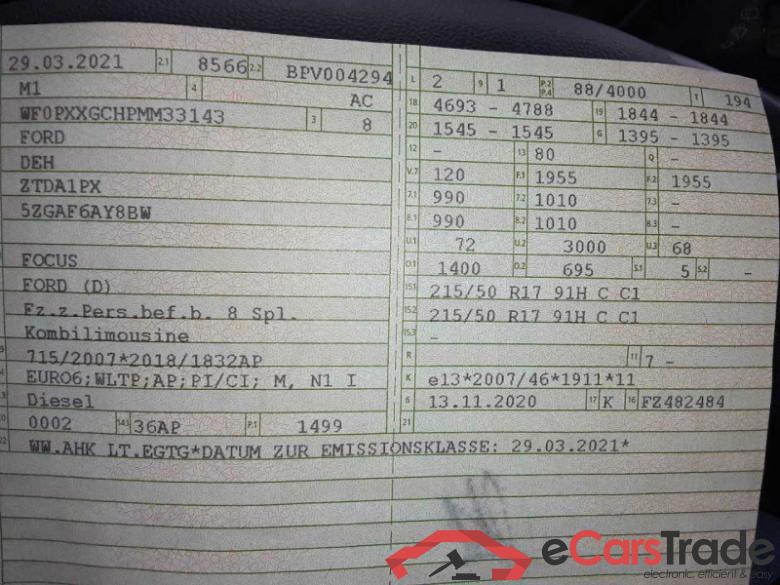 29.03.2021 2.1 8566 2.2 BPV004294
M1 4 AC
WF0PXXGCHPMM33143 3 8
FORD
DEH
ZTDA1PX
5ZGAF6AY8BW
FOCUS
FORD (D)
Fz.z.Pers.bef.b. 8 Spl.
Kombilimousine
715/2007*2018/1832AP
EURO6;WLTP;AP;PI/CI; M, N1 I
Diesel
0002 14.1 36AP P.1 1499
22 WW.AHK LT.EGTG*DATUM ZUR EMISSIONSKLASSE: 29.03.2021*
L 2 9 1 P.2 P.4 88/4000 T 194
18 4693 - 4788 19 1844 - 1844
20 1545 - 1545 G 1395 - 1395
12 - 13 80 Q -
V.7 120 F.1 1955 F.2 1955
7.1 990 7.2 1010 7.3 -
8.1 990 8.2 1010 8.3 -
U.1 72 U.2 3000 U.3 68
O.1 1400 O.2 695 S.1 5 S.2 -
15.1 215/50 R17 91H C C1
15.2 215/50 R17 91H C C1
15.3 -
R 11 7 -
K e13*2007/46*1911*11
6 13.11.2020 17 K 16 FZ482484
21
eCarsTrade
electronic, efficient & easy